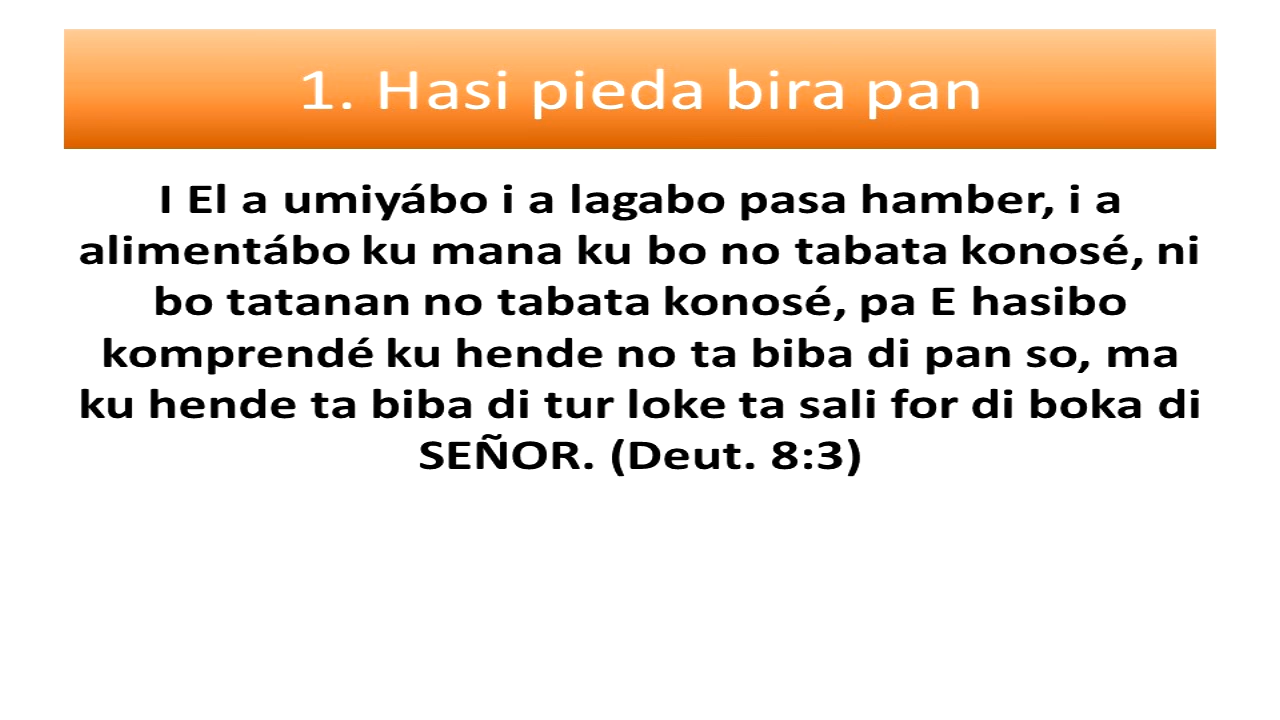 1. Hasi pieda bira pan
I El a umiyábo i a lagabo pasa hamber, i a
alimentábo ku mana ku bo no tabata konosé, ni
bo tatanan no tabata konosé, pa E hasibo
komprendé ku hende no ta biba di pan so, ma
ku hende ta biba di tur loke ta sali for di boka di
SEÑOR. (Deut. 8:3)